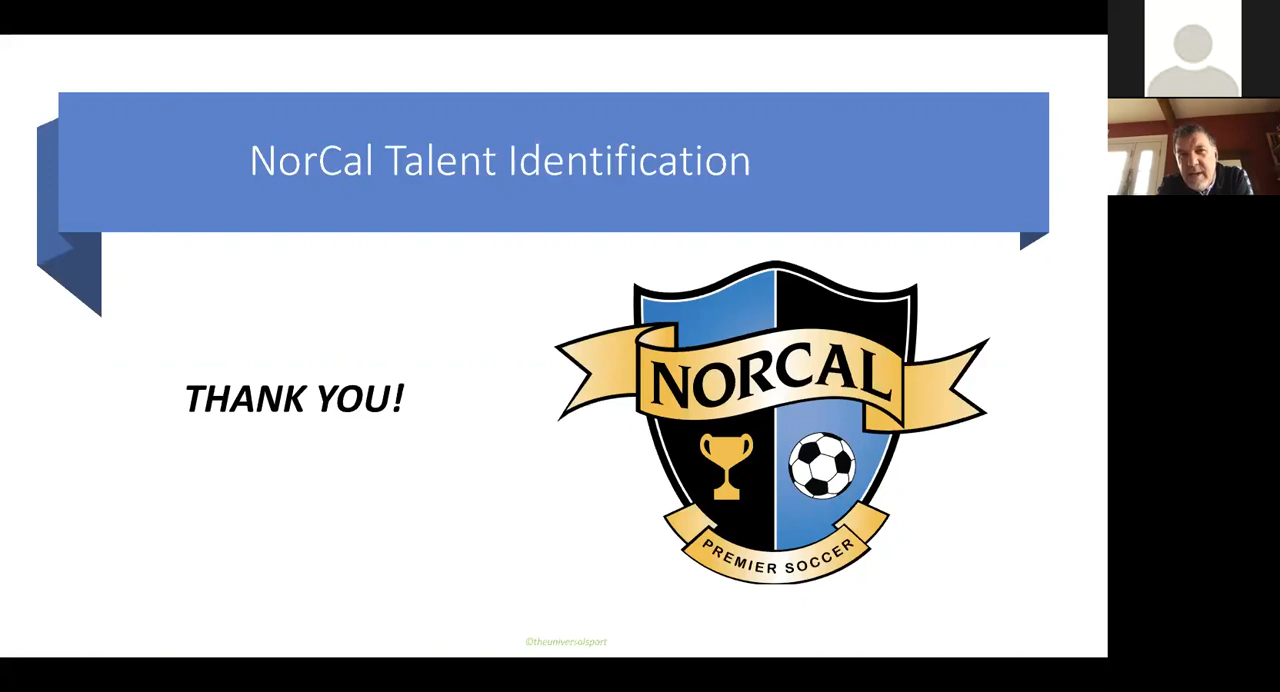 NorCal Talent Identification
THANK YOU!
NORCAL
PREMIER SOCCER
©theuniversalsport